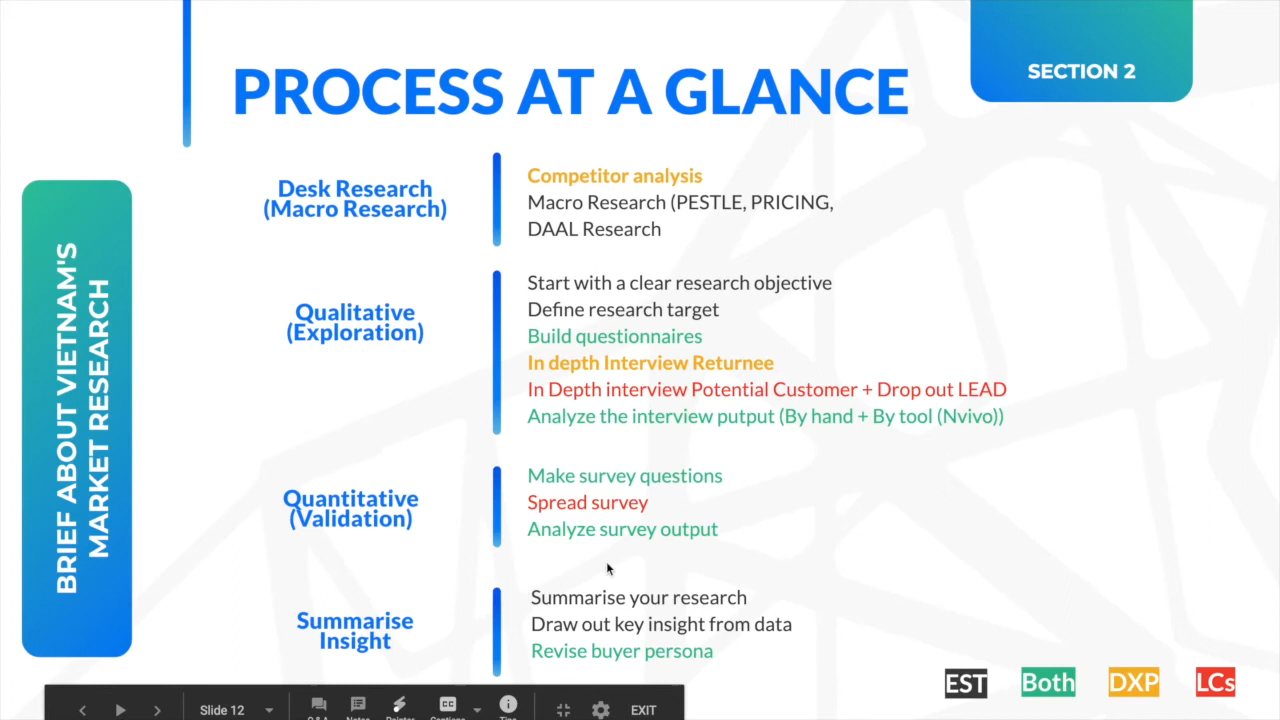 PROCESS AT A GLANCE
SECTION 2
BRIEF ABOUT VIETNAM'S
MARKET RESEARCH
Desk Research
(Macro Research)
Competitor analysis
Macro Research (PESTLE, PRICING,
DAAL Research
Qualitative
(Exploration)
Start with a clear research objective
Define research target
Build questionnaires
In depth Interview Returnee
In Depth interview Potential Customer + Drop out LEAD
Analyze the interview putput (By hand + By tool (Nvivo))
Quantitative
(Validation)
Make survey questions
Spread survey
Analyze survey output
Summarise
Insight
Summarise your research
Draw out key insight from data
Revise buyer persona
EST Both DXP LCs
Slide 12
EXIT